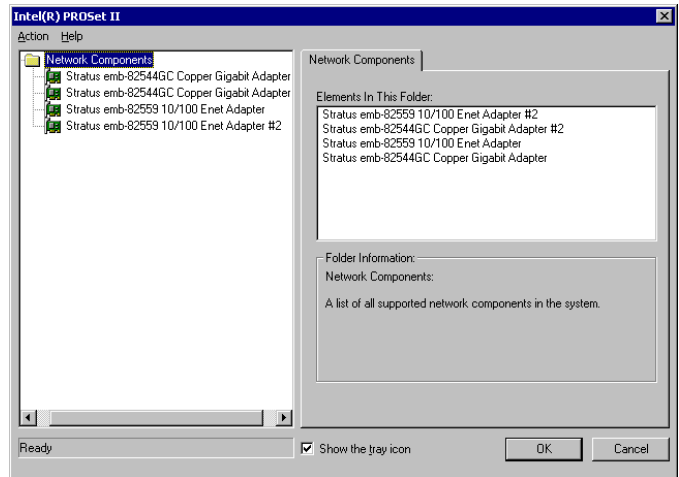 Intel(R) PROSet II
Action Help
Network Components
Stratus emb-82544GC Copper Gigabit Adapter
Stratus emb-82544GC Copper Gigabit Adapter
Stratus emb-82559 10/100 Enet Adapter
Stratus emb-82559 10/100 Enet Adapter #2
Network Components
Elements In This Folder:
Stratus emb-82559 10/100 Enet Adapter #2
Stratus emb-82544GC Copper Gigabit Adapter #2
Stratus emb-82559 10/100 Enet Adapter
Stratus emb-82544GC Copper Gigabit Adapter
Folder Information:
Network Components:
A list of all supported network components in the system.
Ready
Show the tray icon
OK
Cancel